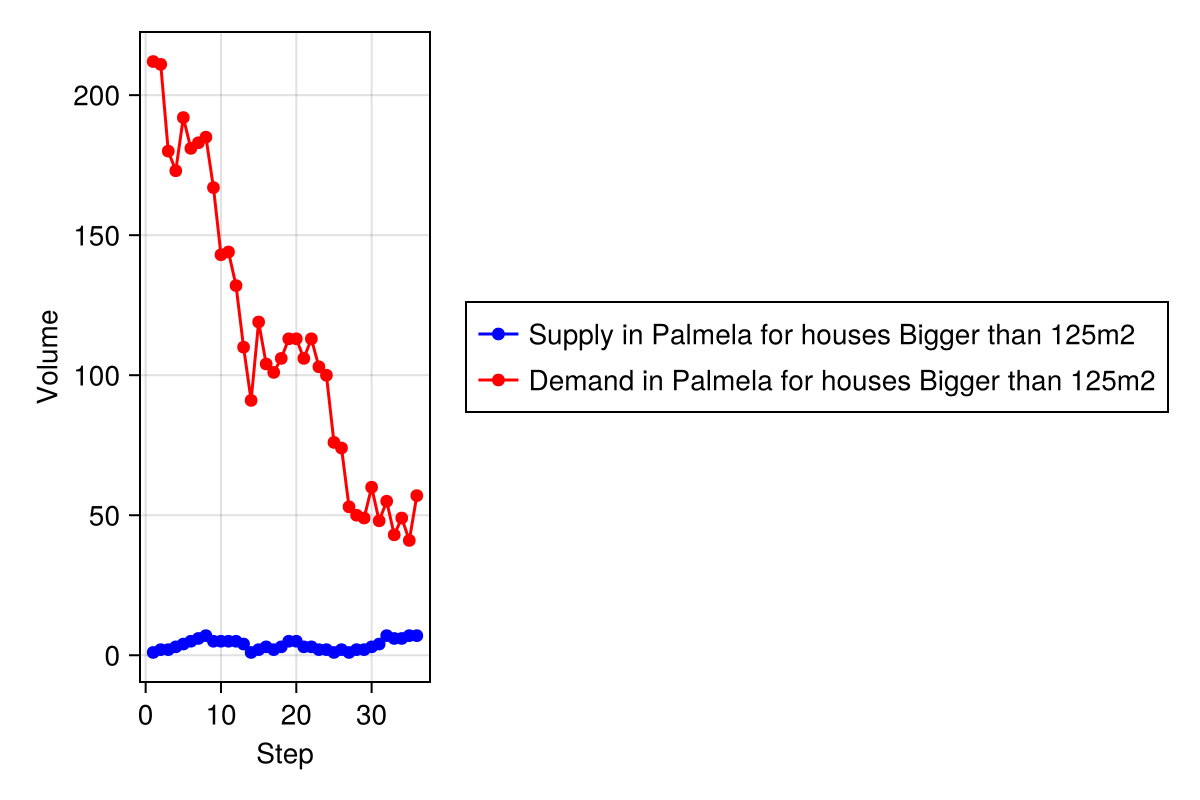 200
150
100
50
0
Volume
0 10 20 30
Step
Supply in Palmela for houses Bigger than 125m2
Demand in Palmela for houses Bigger than 125m2